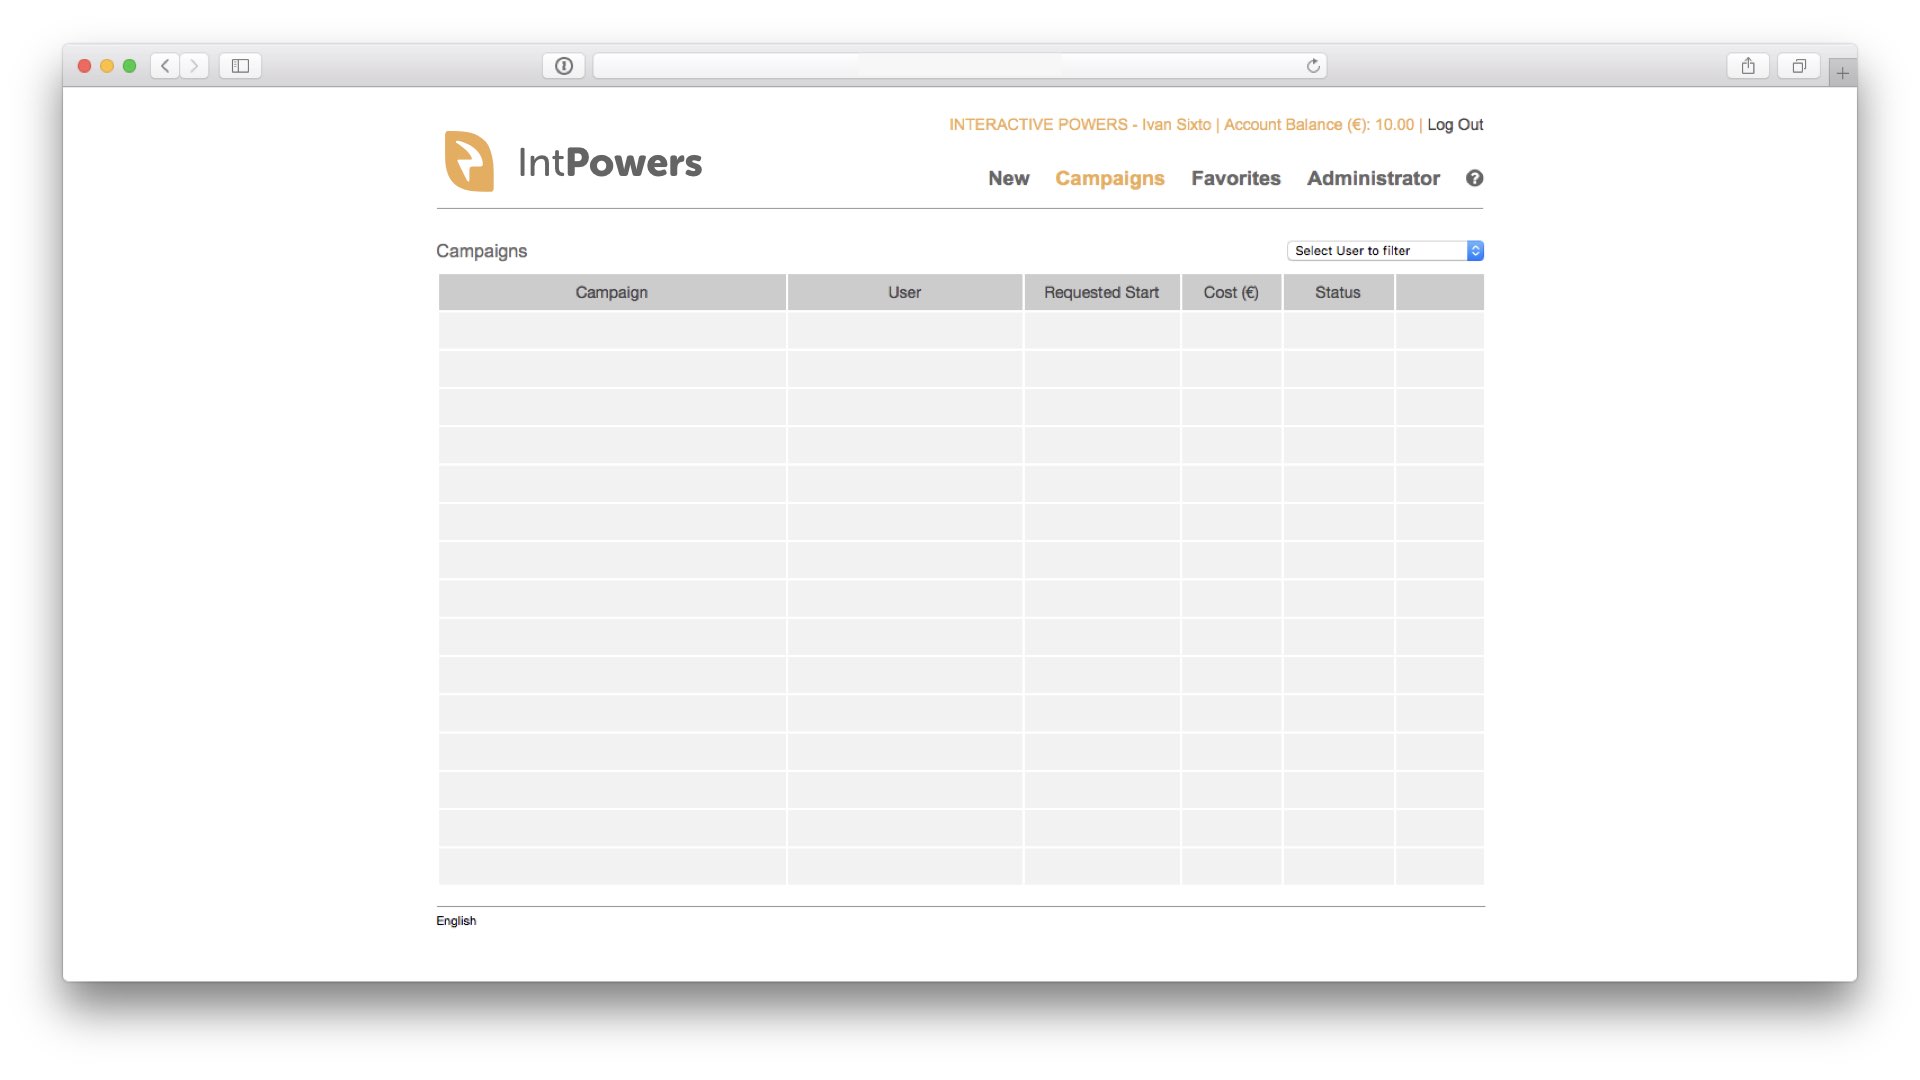 INTERACTIVE POWERS - Ivan Sixto | Account Balance (€): 10.00 | Log Out
IntPowers
New Campaigns Favorites Administrator ?
Campaigns
Select User to filter
Campaign User Requested Start Cost (€) Status
English